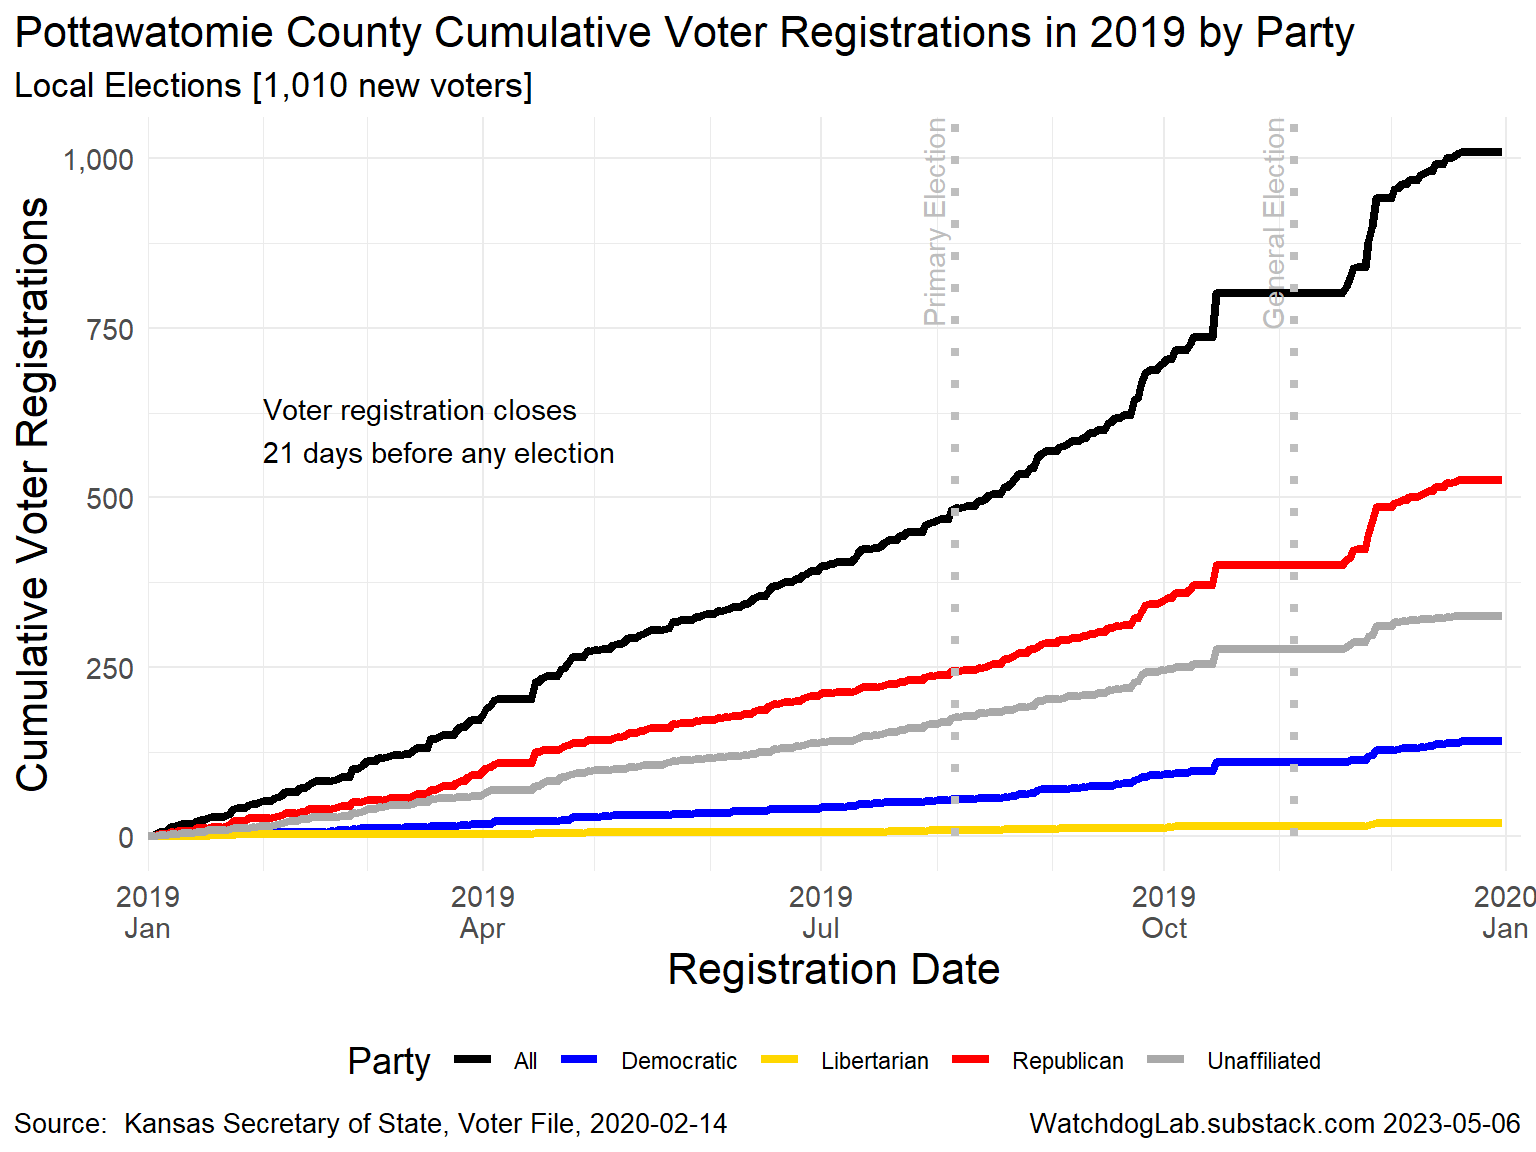 Pottawatomie County Cumulative Voter Registrations in 2019 by Party
Local Elections [1,010 new voters]
Cumulative Voter Registrations
1,000
750
500
250
0
Primary Election
General Election
Voter registration closes
21 days before any election
2019 2019 2019 2019 2020
Jan Apr Jul Oct Jan
Registration Date
Party All Democratic Libertarian Republican Unaffiliated
Source:  Kansas Secretary of State, Voter File, 2020-02-14
WatchdogLab.substack.com 2023-05-06